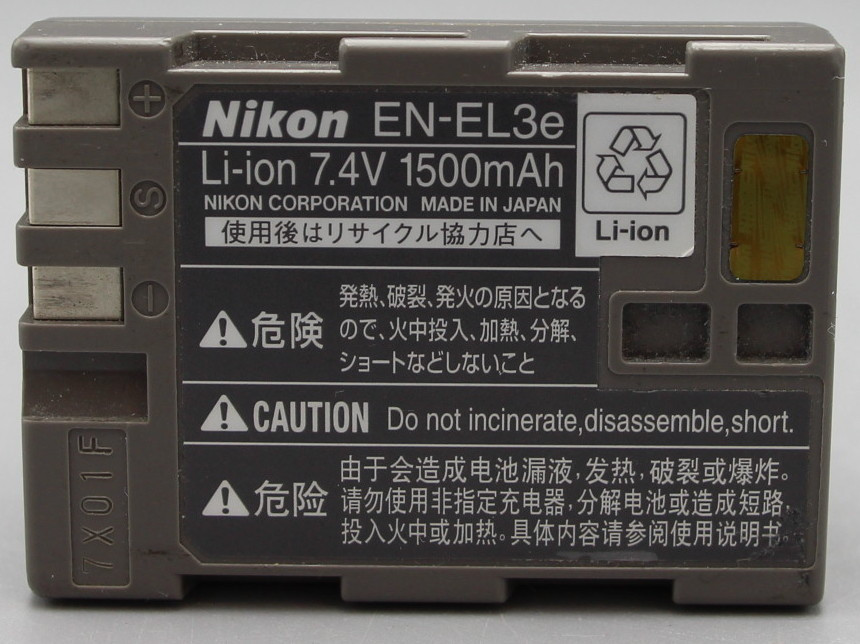 Nikon EN-EL3e
Li-ion 7.4V 1500mAh
NIKON CORPORATION MADE IN JAPAN
使用後はリサイクル協力店へ
Li-ion
+
S
−
危険
発熱、破裂、発火の原因となる
ので、火中投入、加熱、分解、
ショートなどしないこと
CAUTION Do not incinerate,disassemble,short.
危险
由于会造成电池漏液,发热,破裂或爆炸。
请勿使用非指定充电器,分解电池或造成短路,
投入火中或加热。具体内容请参阅使用说明书。
7X01F